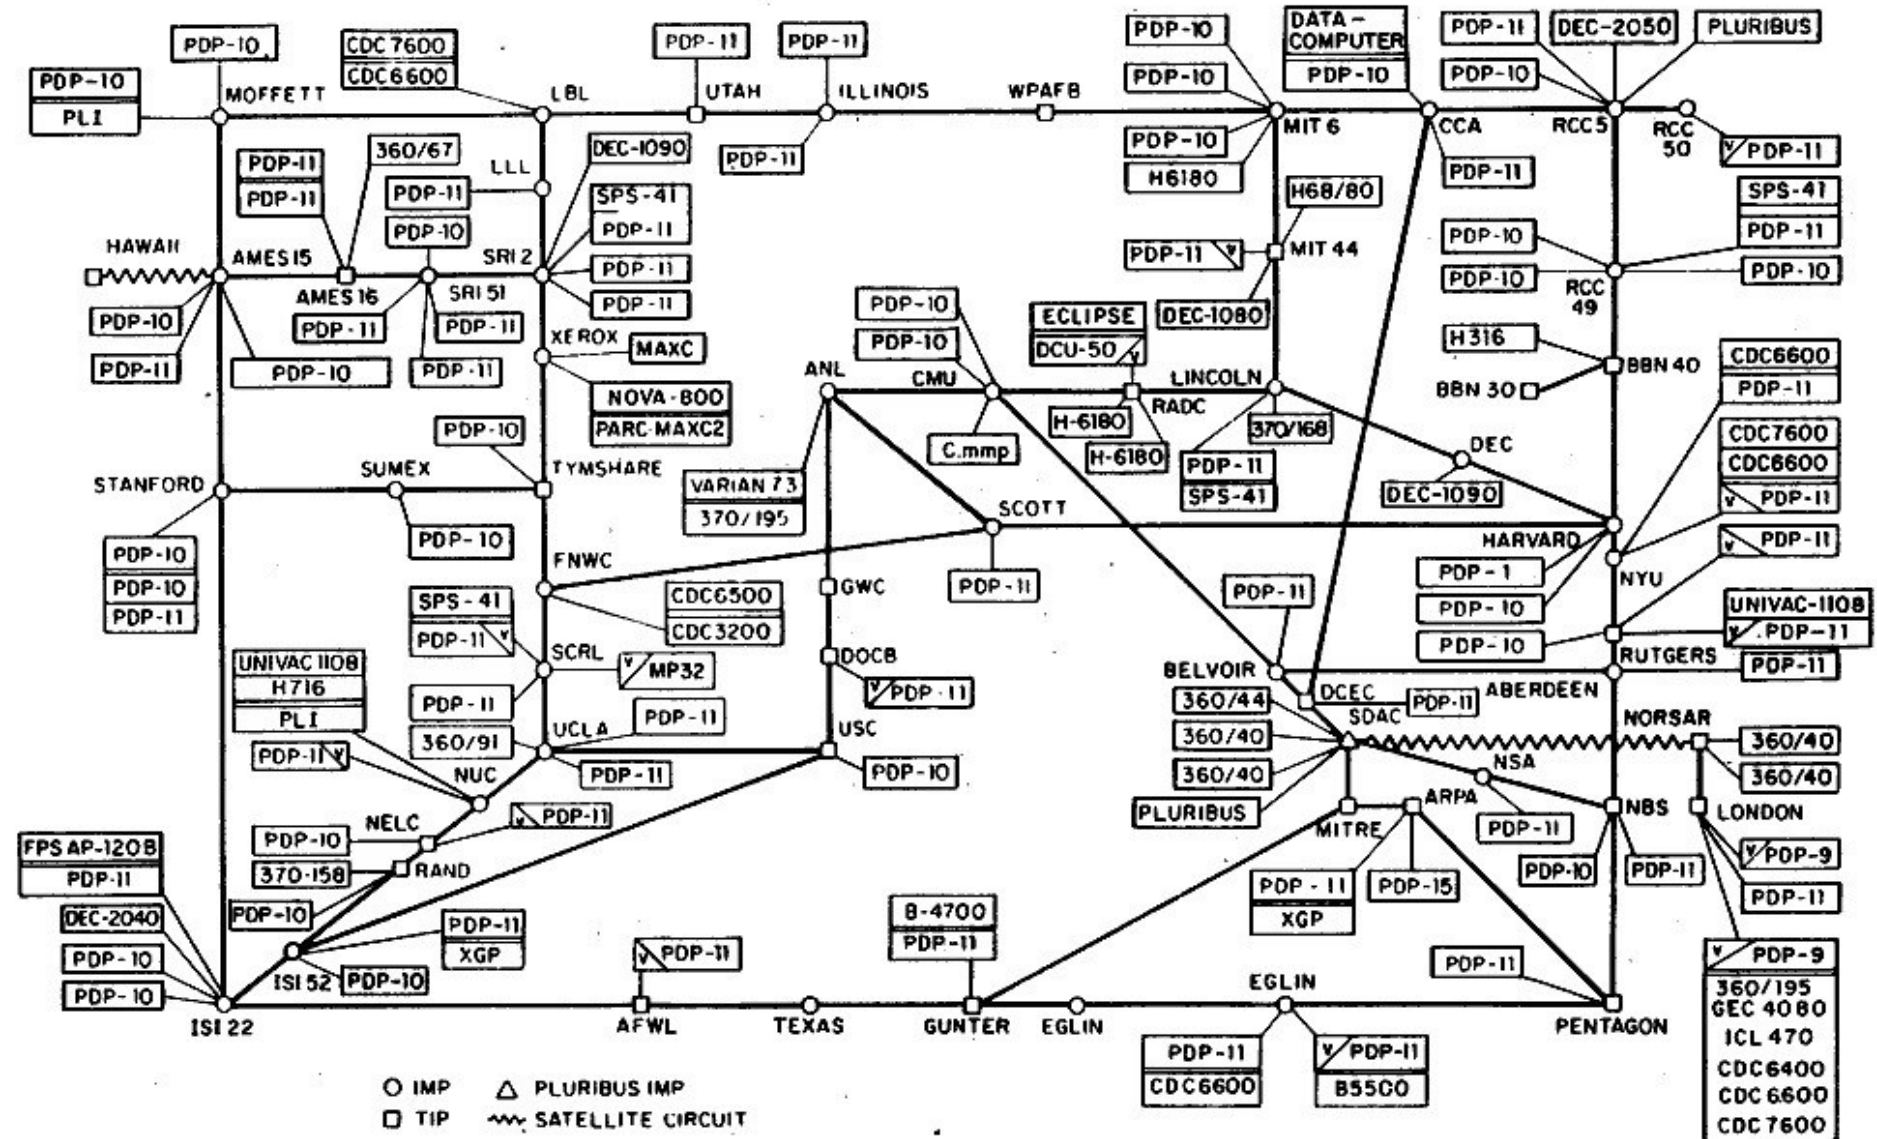 PDP-10
CDC 7600
CDC6600
PDP-11
PDP-11
PDP-10
DATA-
COMPUTER
PDP-10
PDP-11
DEC-2050
PLURIBUS
PDP-10
PLI
MOFFETT
LBL
UTAH
ILLINOIS
WPAFB
PDP-10
PDP-10
MIT 6
CCA
RCC5
RCC
50
PDP-11
PDP-11
360/67
DEC-1090
PDP-11
PDP-10
H6180
PDP-11
V PDP-11
PDP-11
LLL
PDP-11
SPS-41
PDP-11
H68/80
SPS-41
PDP-11
HAWAII
AMES15
PDP-10
SRI 2
PDP-11
PDP-11 V
MIT 44
PDP-10
PDP-10
PDP-10
AMES 16
SRI 51
PDP-11
RCC
49
PDP-10
PDP-11
PDP-11
PDP-10
ECLIPSE
DCU-50 V
DEC-1080
PDP-11
PDP-10
PDP-11
XEROX
MAXC
PDP-10
H316
CDC6600
PDP-11
ANL
CMU
RADC
LINCOLN
BBN 30
BBN 40
NOVA-800
PARC-MAXC2
PDP-10
C.mmp
H-6180
H-6180
370/168
DEC
CDC7600
CDC6600
V PDP-11
STANFORD
SUMEX
TYMSHARE
VARIAN 73
370/195
PDP-11
SPS-41
DEC-1090
SCOTT
HARVARD
V PDP-11
PDP-10
PDP-10
PDP-11
PDP-10
FNWC
PDP-11
PDP-1
NYU
SPS-41
PDP-11 V
CDC6500
CDC3200
GWC
PDP-11
PDP-10
UNIVAC-1108
V PDP-11
SCRL
V MP32
DOCB
PDP-10
RUTGERS
UNIVAC 1108
H716
PLI
PDP-11
V PDP-11
BELVOIR
ABERDEEN
PDP-11
360/91
UCLA
PDP-11
USC
360/44
DCEC
PDP-11
SDAC
NORSAR
PDP-11 V
NUC
PDP-11
PDP-10
360/40
360/40
NSA
360/40
360/40
PLURIBUS
NELC
V PDP-11
MITRE
ARPA
PDP-11
NBS
LONDON
PDP-10
FPS AP-120B
PDP-11
370-158
RAND
PDP-11
XGP
PDP-15
PDP-10
PDP-11
V PDP-9
PDP-11
DEC-2040
PDP-10
PDP-11
XGP
B-4700
PDP-11
PDP-10
PDP-10
ISI52
PDP-10
V PDP-11
PDP-11
V PDP-9
360/195
GEC 4080
ICL 470
CDC6400
CDC6600
CDC7600
ISI22
AFWL
TEXAS
GUNTER
EGLIN
EGLIN
PENTAGON
PDP-11
CDC6600
V PDP-11
B5500
IMP
PLURIBUS IMP
TIP
SATELLITE CIRCUIT